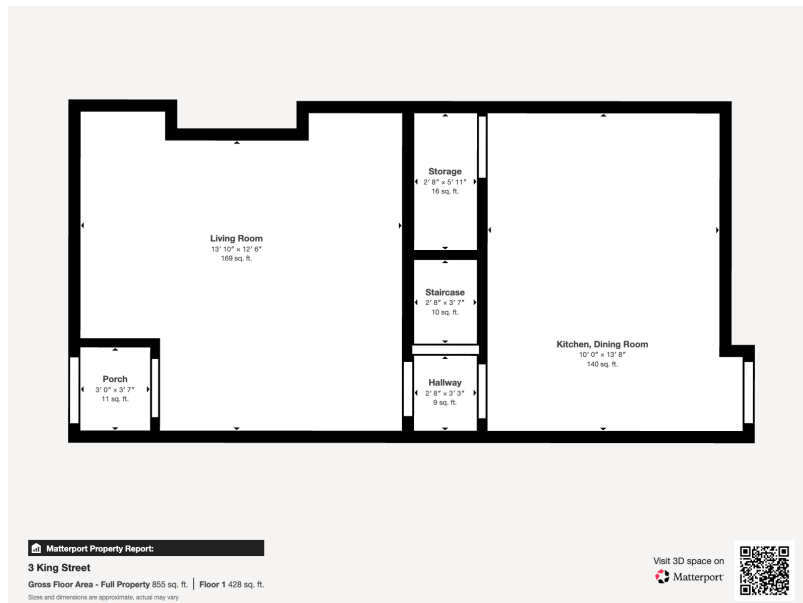 Storage
2' 8" × 5' 11"
16 sq. ft.
Living Room
13' 10" × 12' 6"
169 sq. ft.
Staircase
2' 8" × 3' 7"
10 sq. ft.
Kitchen, Dining Room
10' 0" × 13' 8"
140 sq. ft.
Porch
3' 0" × 3' 7"
11 sq. ft.
Hallway
2' 8" × 3' 3"
9 sq. ft.
Matterport Property Report:
3 King Street
Gross Floor Area - Full Property 855 sq. ft. | Floor 1 428 sq. ft.
Sizes and dimensions are approximate, actual may vary
Visit 3D space on
Matterport